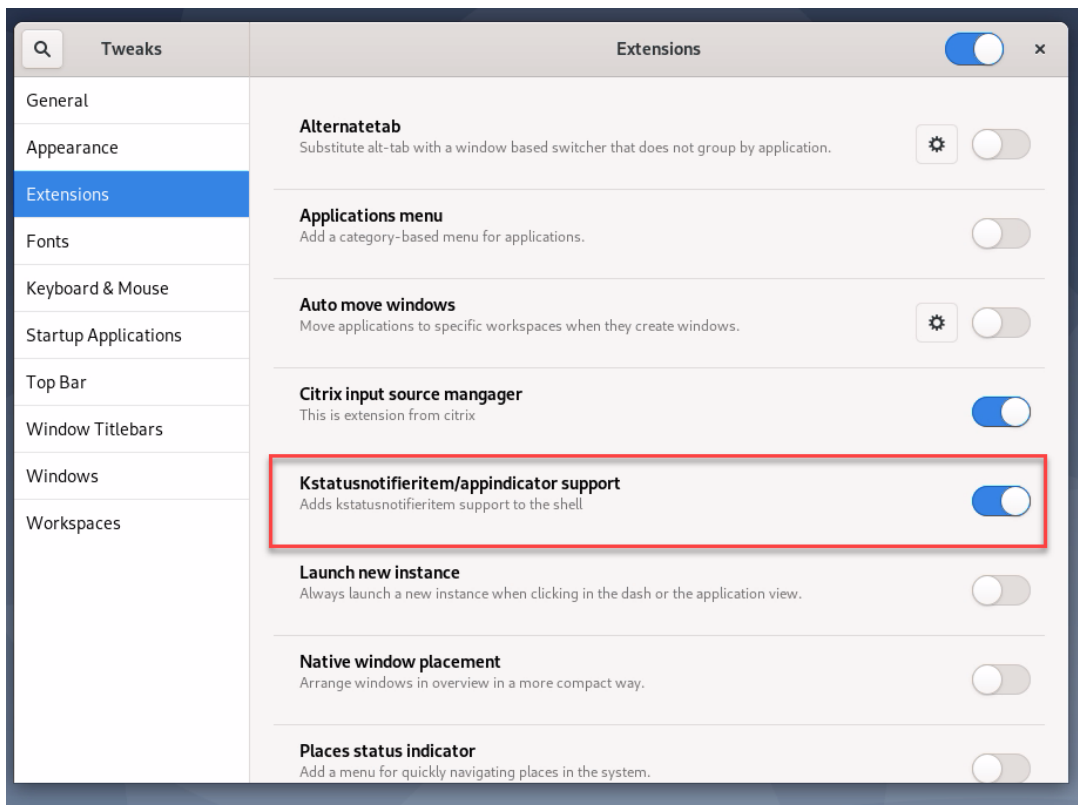 Tweaks
Extensions
General
Appearance
Extensions
Fonts
Keyboard & Mouse
Startup Applications
Top Bar
Window Titlebars
Windows
Workspaces
Alternatetab
Substitute alt-tab with a window based switcher that does not group by application.
Applications menu
Add a category-based menu for applications.
Auto move windows
Move applications to specific workspaces when they create windows.
Citrix input source mangager
This is extension from citrix
Kstatusnotifieritem/appindicator support
Adds kstatusnotifieritem support to the shell
Launch new instance
Always launch a new instance when clicking in the dash or the application view.
Native window placement
Arrange windows in overview in a more compact way.
Places status indicator
Add a menu for quickly navigating places in the system.